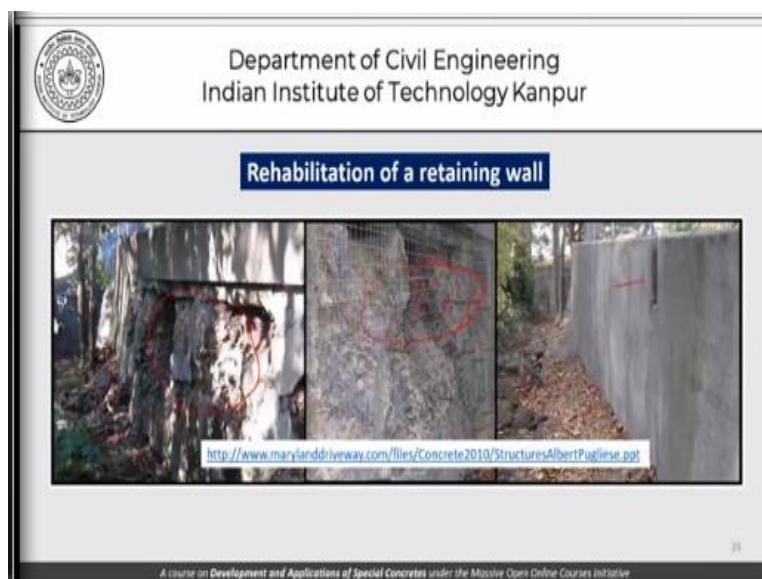 Department of Civil Engineering
Indian Institute of Technology Kanpur
Rehabilitation of a retaining wall
http://www.marylanddriveway.com/files/Concrete2010/StructuresAlbertPugliese.ppt
A course on Development and Applications of Special Concretes under the Massive Open Online Courses Initiative